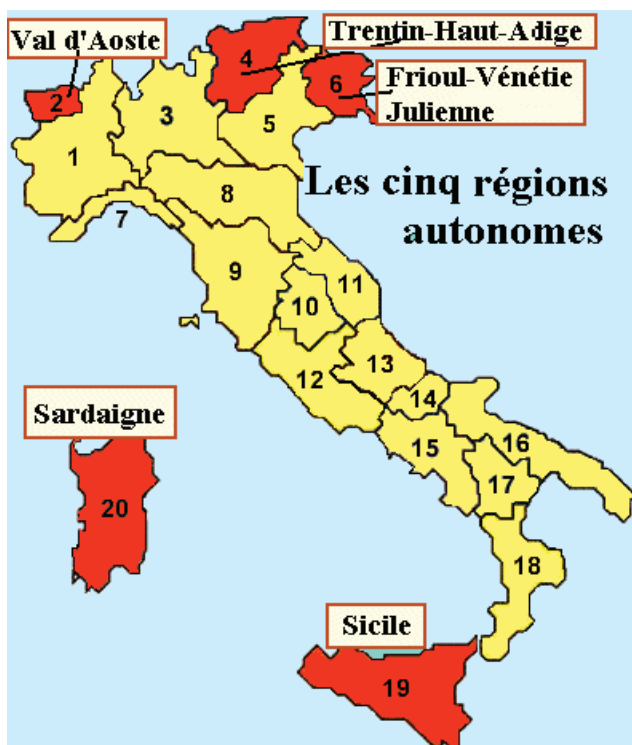 Val d'Aoste
Trentin-Haut-Adige
Frioul-Vénétie
Julienne
Les cinq régions
autonomes
4
6
2
3
5
1
8
7
9
11
10
13
12
14
Sardaigne
15
16
17
20
18
Sicile
19